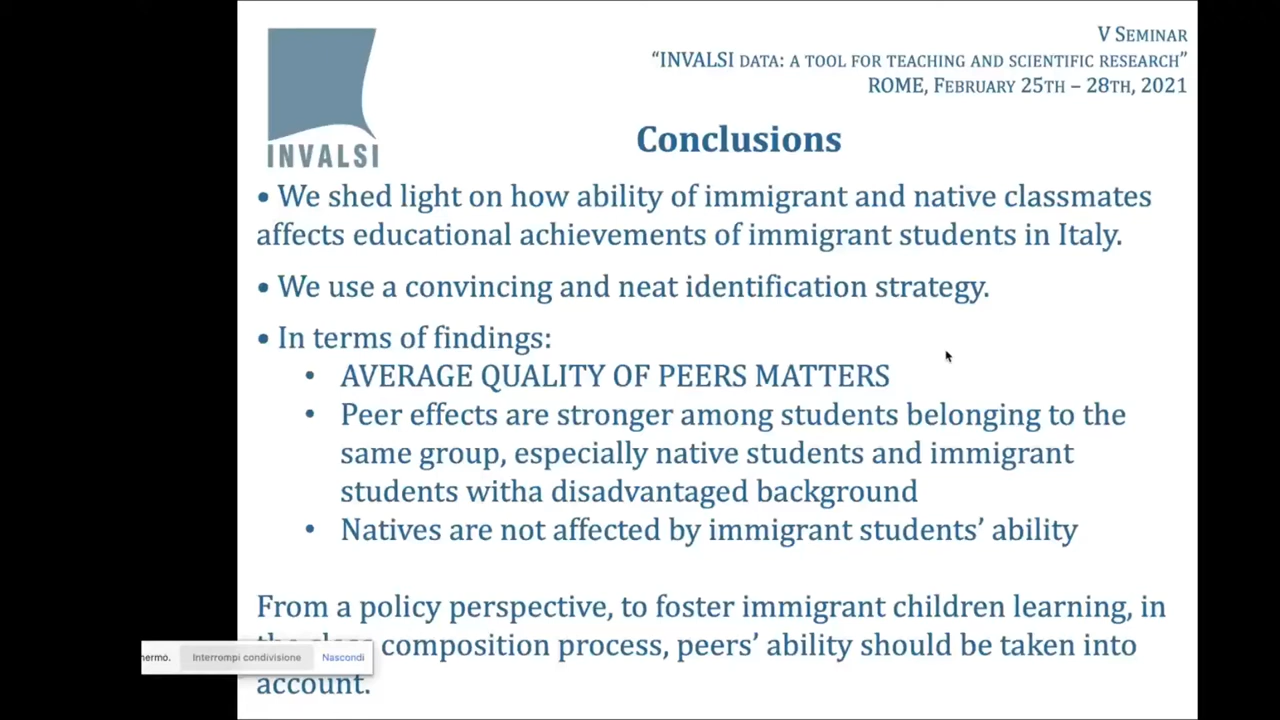 V SEMINAR
“INVALSI DATA: A TOOL FOR TEACHING AND SCIENTIFIC RESEARCH”
ROME, FEBRUARY 25TH – 28TH, 2021
INVALSI
Conclusions
• We shed light on how ability of immigrant and native classmates
affects educational achievements of immigrant students in Italy.
• We use a convincing and neat identification strategy.
• In terms of findings:
• AVERAGE QUALITY OF PEERS MATTERS
• Peer effects are stronger among students belonging to the
same group, especially native students and immigrant
students witha disadvantaged background
• Natives are not affected by immigrant students’ ability
From a policy perspective, to foster immigrant children learning, in
composition process, peers’ ability should be taken into
account.
Interrompi condivisione Nascondi